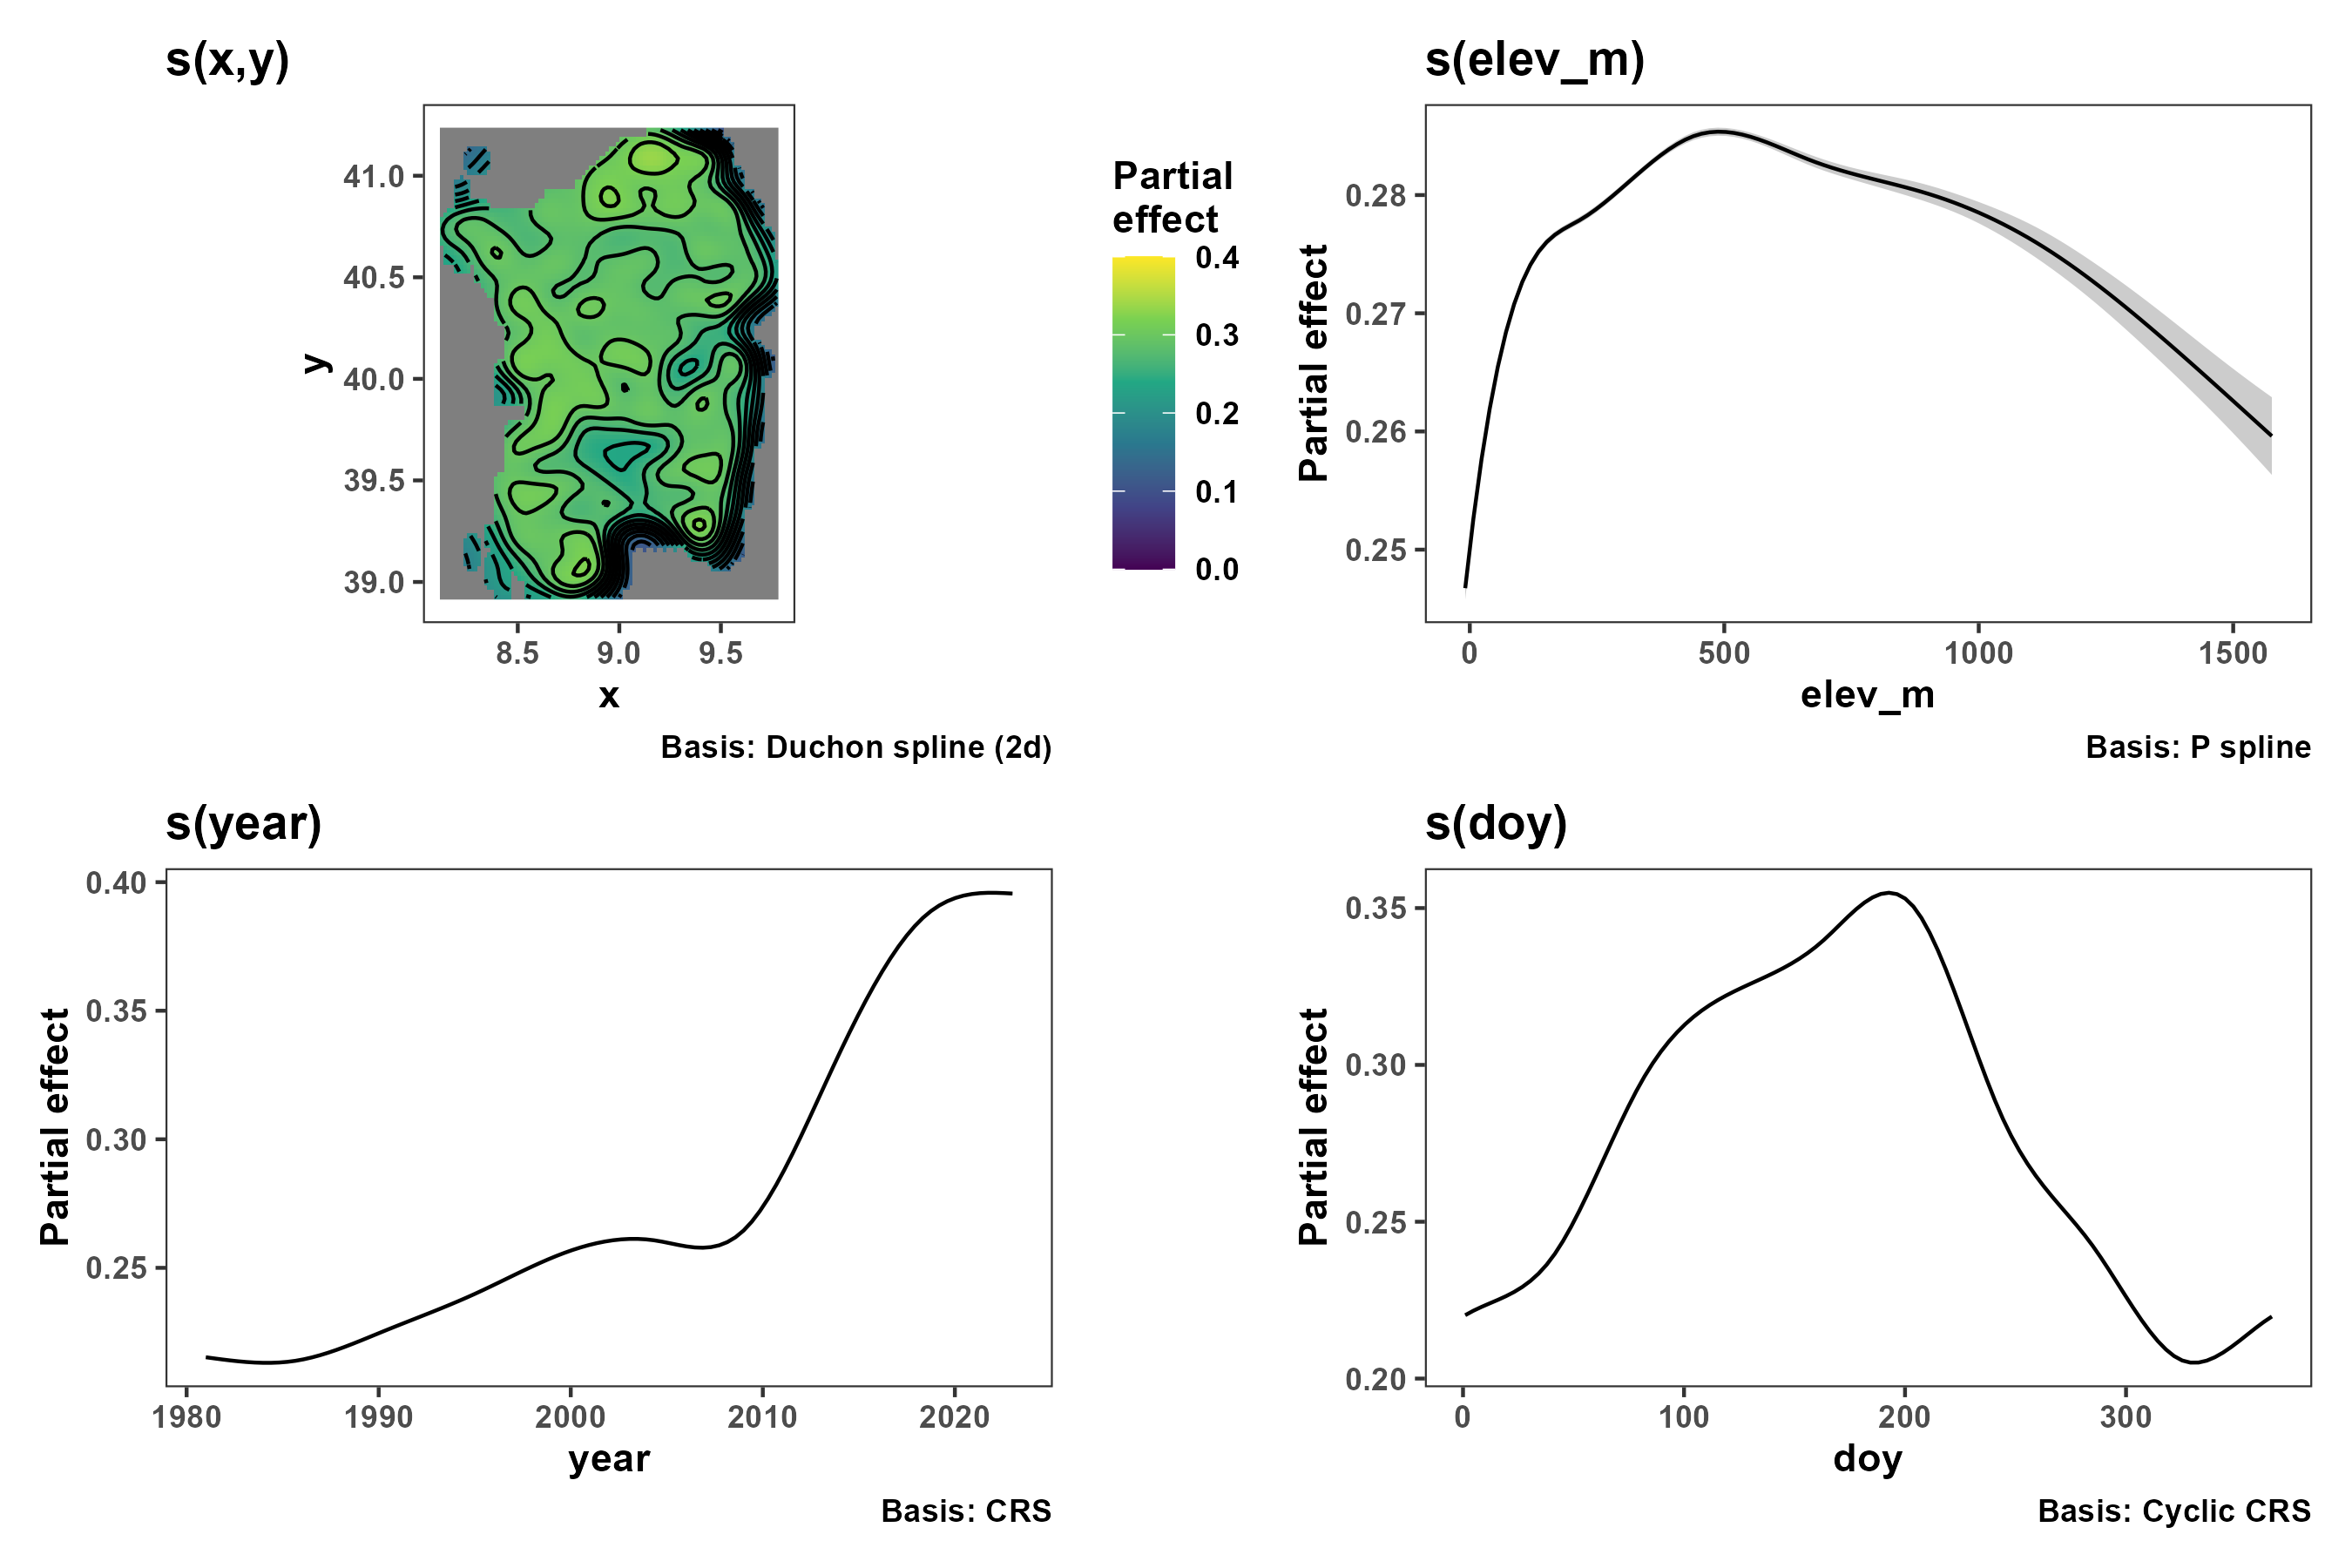 s(x,y)
y
41.0
40.5
40.0
39.5
39.0
8.5 9.0 9.5
x
Basis: Duchon spline (2d)
Partial
effect
0.4
0.3
0.2
0.1
0.0
s(elev_m)
Partial effect
0.28
0.27
0.26
0.25
0 500 1000 1500
elev_m
Basis: P spline
s(year)
Partial effect
0.40
0.35
0.30
0.25
1980 1990 2000 2010 2020
year
Basis: CRS
s(doy)
Partial effect
0.35
0.30
0.25
0.20
0 100 200 300
doy
Basis: Cyclic CRS